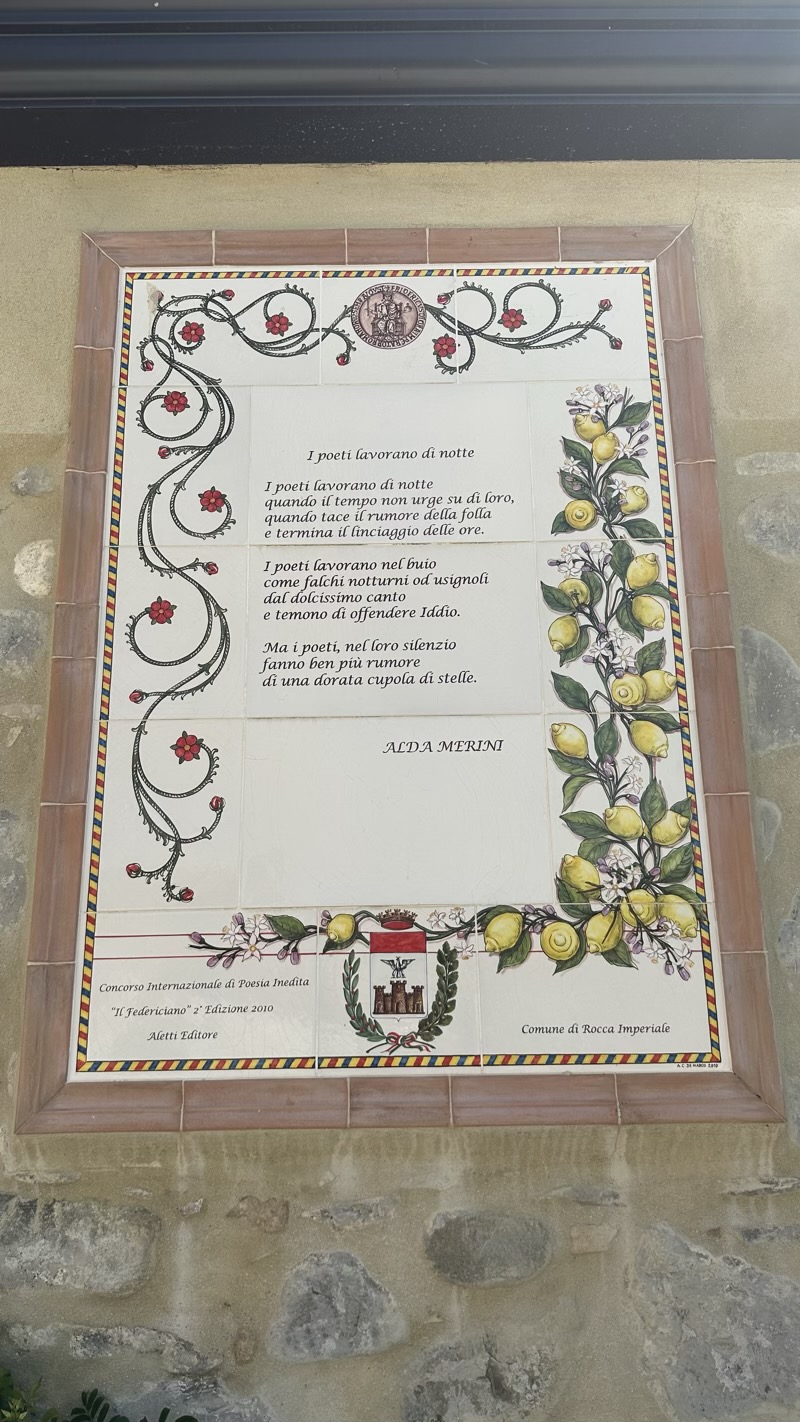 I poeti lavorano di notte
I poeti lavorano di notte
quando il tempo non urge su di loro,
quando tace il rumore della folla
e termina il linciaggio delle ore.
I poeti lavorano nel buio
come falchi notturni od usignoli
dal dolcissimo canto
e temono di offendere Iddio.
Ma i poeti, nel loro silenzio
fanno ben più rumore
di una dorata cupola di stelle.
ALDA MERINI
Concorso Internazionale di Poesia Inedita
"Il Federiciano" 2° Edizione 2010
Aletti Editore
Comune di Rocca Imperiale